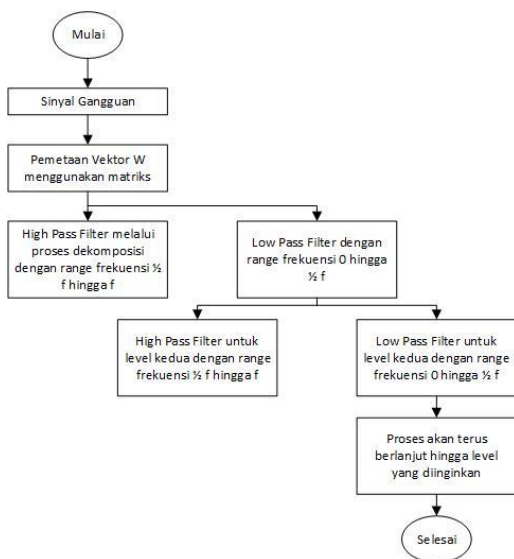 Mulai
Sinyal Gangguan
Pemetaan Vektor W
menggunakan matriks
High Pass Filter melalui
proses dekomposisi
dengan range frekuensi ½
f hingga f
Low Pass Filter dengan
range frekuensi 0 hingga
½ f
High Pass Filter untuk
level kedua dengan range
frekuensi ½ f hingga f
Low Pass Filter untuk
level kedua dengan range
frekuensi 0 hingga ½ f
Proses akan terus
berlanjut hingga level
yang diinginkan
Selesai